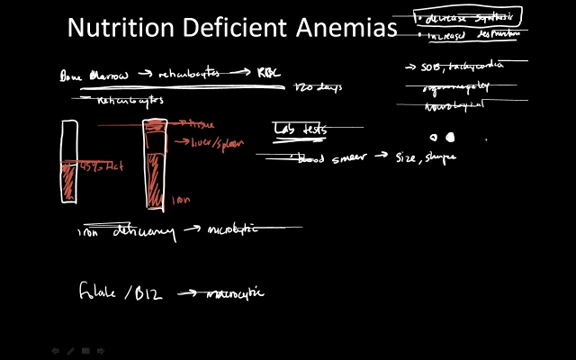 Nutrition Deficient Anemias
• decrease synthesis
• increased destruction
→ SOB, tachycardia
organomegaly
neurological
Bone Marrow → reticulocytes → RBC
120 days
reticulocytes
→ tissue
→ liver/spleen
45% Hct
iron
Lab tests
blood smear → size, shape
iron deficiency → microcytic
Folate / B12 → macrocytic